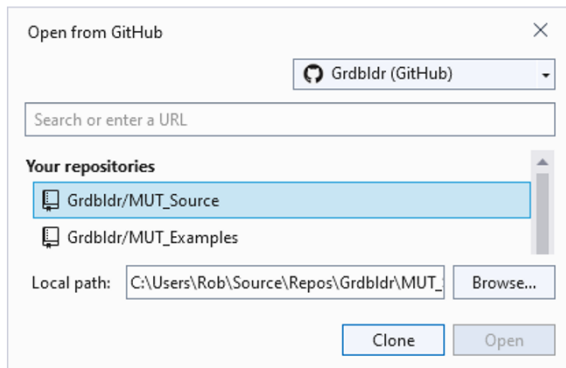 Open from GitHub
Grdbldr (GitHub)
Search or enter a URL
Your repositories
Grdbldr/MUT_Source
Grdbldr/MUT_Examples
Local path: C:\Users\Rob\Source\Repos\Grdbldr\MUT_ Browse...
Clone Open